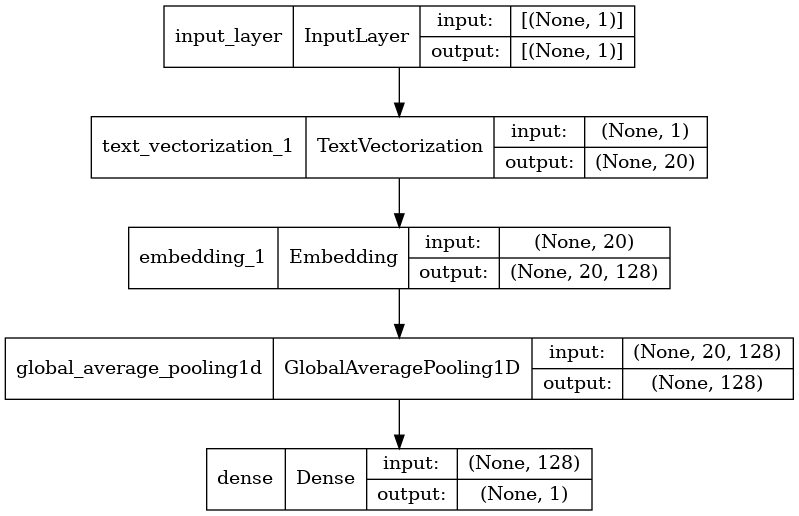 input_layer InputLayer input: [(None, 1)]
output: [(None, 1)]
text_vectorization_1 TextVectorization input: (None, 1)
output: (None, 20)
embedding_1 Embedding input: (None, 20)
output: (None, 20, 128)
global_average_pooling1d GlobalAveragePooling1D input: (None, 20, 128)
output: (None, 128)
dense Dense input: (None, 128)
output: (None, 1)